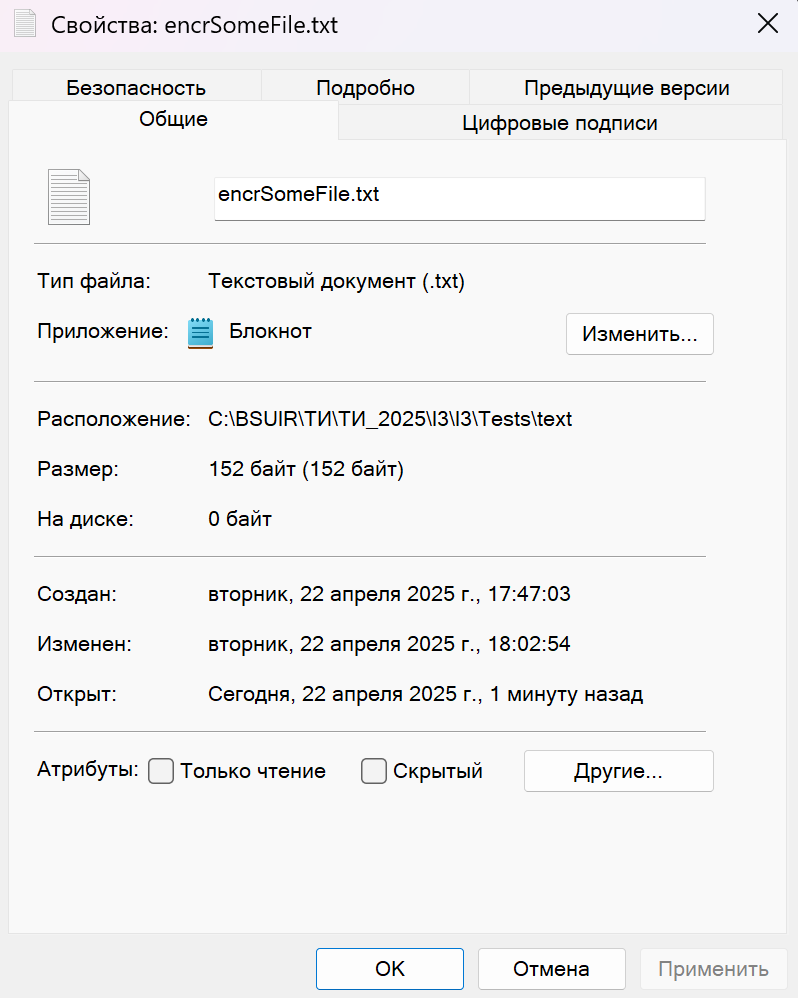 Свойства: encrSomeFile.txt
Безопасность Подробно Предыдущие версии
Общие Цифровые подписи
encrSomeFile.txt
Тип файла: Текстовый документ (.txt)
Приложение: Блокнот Изменить...
Расположение: C:\BSUIR\ТИ\ТИ_2025\l3\l3\Tests\text
Размер: 152 байт (152 байт)
На диске: 0 байт
Создан: вторник, 22 апреля 2025 г., 17:47:03
Изменен: вторник, 22 апреля 2025 г., 18:02:54
Открыт: Сегодня, 22 апреля 2025 г., 1 минуту назад
Атрибуты: Только чтение Скрытый Другие...
OK Отмена Применить